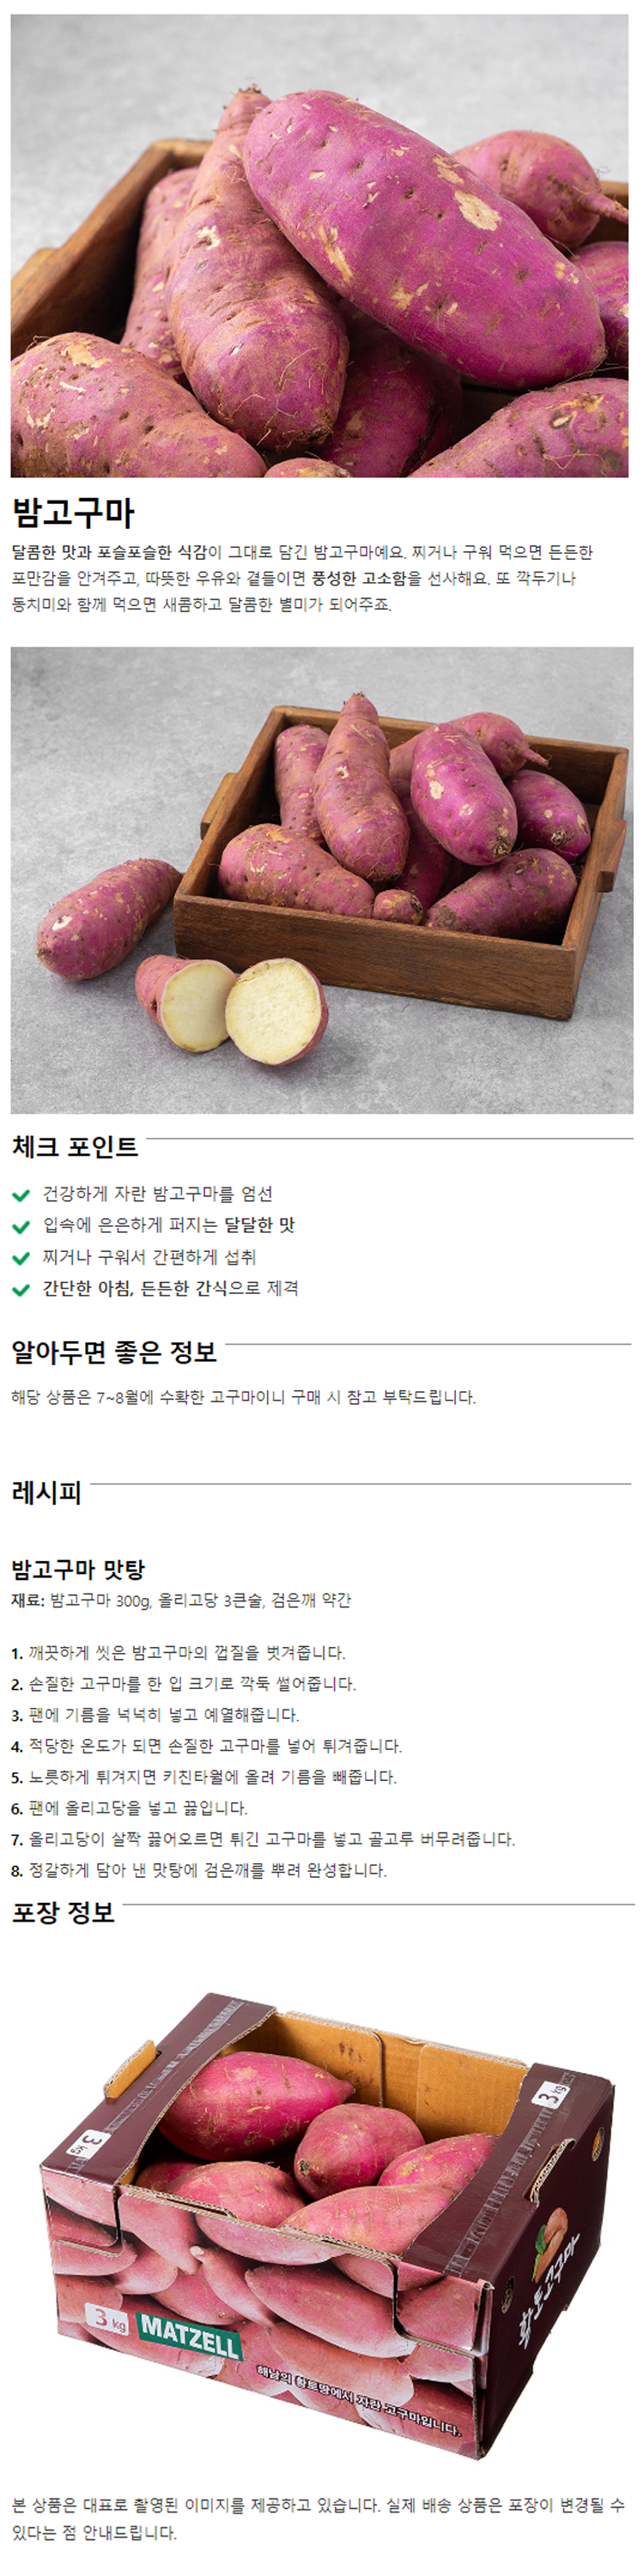 밤고구마
달콤한 맛과 포슬포슬한 식감이 그대로 담긴 밤고구마예요. 찌거나 구워 먹으면 든든한
포만감을 안겨주고, 따뜻한 우유와 곁들이면 풍성한 고소함을 선사해요. 또 깍두기나
동치미와 함께 먹으면 새콤하고 달콤한 별미가 되어주죠.
체크 포인트
건강하게 자란 밤고구마를 엄선
입속에 은은하게 퍼지는 달달한 맛
찌거나 구워서 간편하게 섭취
간단한 아침, 든든한 간식으로 제격
알아두면 좋은 정보
해당 상품은 7~8월에 수확한 고구마이니 구매 시 참고 부탁드립니다.
레시피
밤고구마 맛탕
재료: 밤고구마 300g, 올리고당 3큰술, 검은깨 약간
1. 깨끗하게 씻은 밤고구마의 껍질을 벗겨줍니다.
2. 손질한 고구마를 한 입 크기로 깍둑 썰어줍니다.
3. 팬에 기름을 넉넉히 넣고 예열해줍니다.
4. 적당한 온도가 되면 손질한 고구마를 넣어 튀겨줍니다.
5. 노릇하게 튀겨지면 키친타월에 올려 기름을 빼줍니다.
6. 팬에 올리고당을 넣고 끓입니다.
7. 올리고당이 살짝 끓어오르면 튀긴 고구마를 넣고 골고루 버무려줍니다.
8. 정갈하게 담아 낸 맛탕에 검은깨를 뿌려 완성합니다.
포장 정보
3 kg
3 kg
황토고구마
3 kg MATZELL
해남의 황토땅에서 자란 고구마입니다.
본 상품은 대표로 촬영된 이미지를 제공하고 있습니다. 실제 배송 상품은 포장이 변경될 수
있다는 점 안내드립니다.